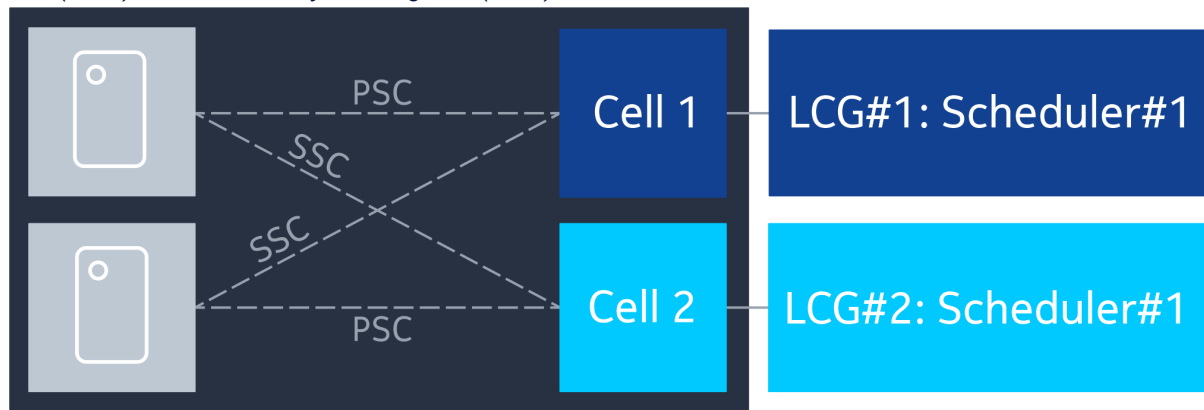 PSC
Cell 1
LCG#1: Scheduler#1
SSC
SSC
Cell 2
LCG#2: Scheduler#1
PSC